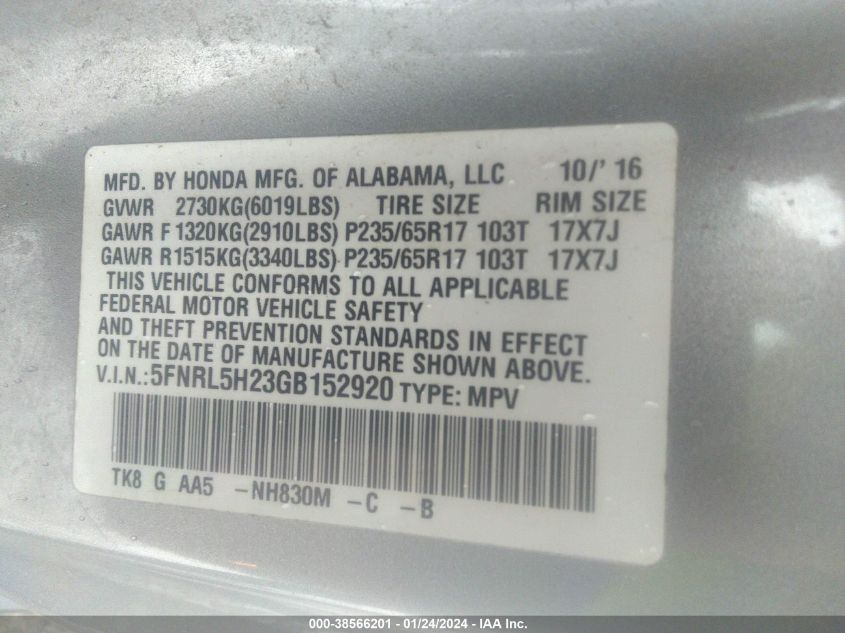 MFD. BY HONDA MFG. OF ALABAMA, LLC 10/' 16
GVWR 2730KG(6019LBS) TIRE SIZE RIM SIZE
GAWR F 1320KG(2910LBS) P235/65R17 103T 17X7J
GAWR R1515KG(3340LBS) P235/65R17 103T 17X7J
THIS VEHICLE CONFORMS TO ALL APPLICABLE
FEDERAL MOTOR VEHICLE SAFETY
AND THEFT PREVENTION STANDARDS IN EFFECT
ON THE DATE OF MANUFACTURE SHOWN ABOVE.
V.I.N.:5FNRL5H23GB152920 TYPE: MPV
TK8 G AA5 -NH830M -C -B
000-38566201 - 01/24/2024 - IAA Inc.